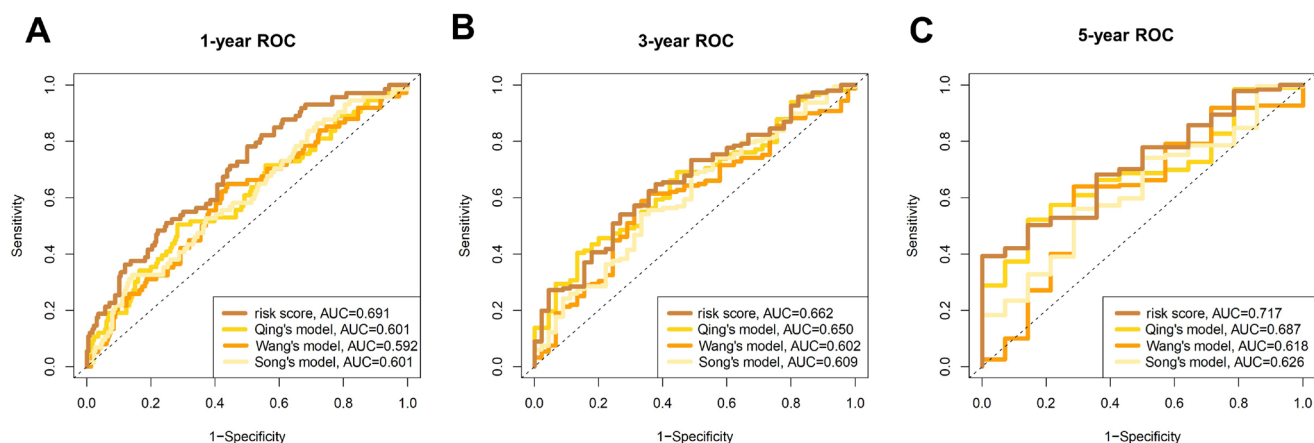 A
1-year ROC
Sensitivity
0.0 0.2 0.4 0.6 0.8 1.0
risk score, AUC=0.691
Qing's model, AUC=0.601
Wang's model, AUC=0.592
Song's model, AUC=0.601
0.0 0.2 0.4 0.6 0.8 1.0
1−Specificity
B
3-year ROC
Sensitivity
0.0 0.2 0.4 0.6 0.8 1.0
risk score, AUC=0.662
Qing's model, AUC=0.650
Wang's model, AUC=0.602
Song's model, AUC=0.609
0.0 0.2 0.4 0.6 0.8 1.0
1−Specificity
C
5-year ROC
Sensitivity
0.0 0.2 0.4 0.6 0.8 1.0
risk score, AUC=0.717
Qing's model, AUC=0.687
Wang's model, AUC=0.618
Song's model, AUC=0.626
0.0 0.2 0.4 0.6 0.8 1.0
1−Specificity